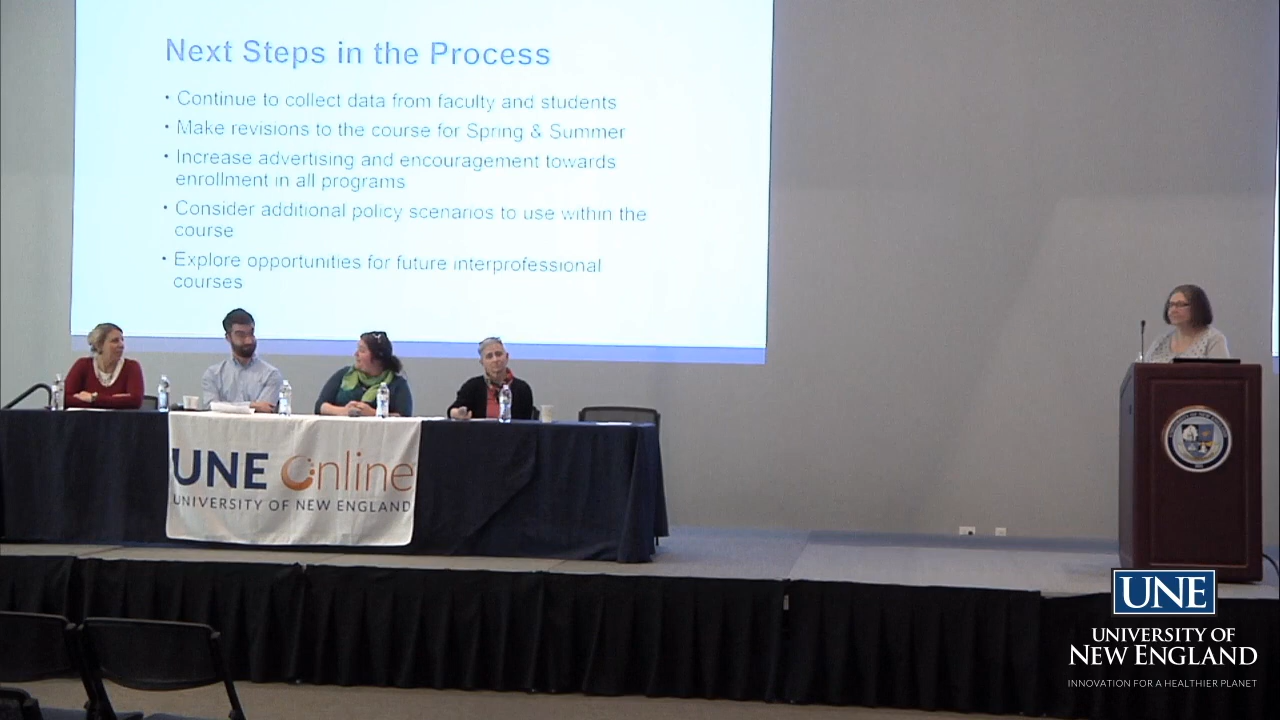 Next Steps in the Process
• Continue to collect data from faculty and students
• Make revisions to the course for Spring & Summer
• Increase advertising and encouragement towards
enrollment in all programs
• Consider additional policy scenarios to use within the
course
• Explore opportunities for future interprofessional
courses
UNE Online
UNIVERSITY OF NEW ENGLAND
UNE
UNIVERSITY OF
NEW ENGLAND
INNOVATION FOR A HEALTHIER PLANET